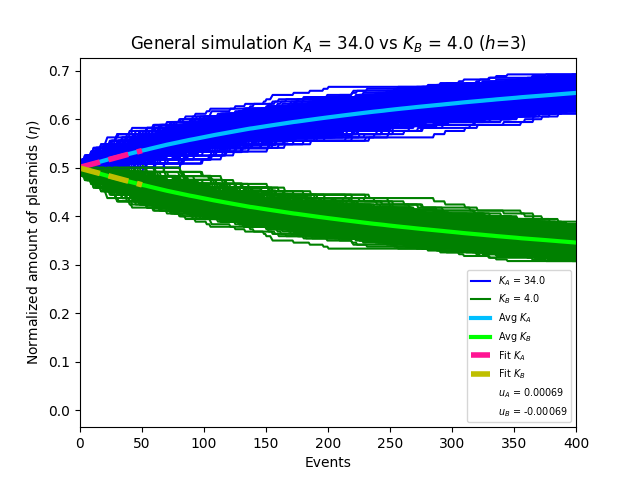 General simulation K_A = 34.0 vs K_B = 4.0 (h=3)
0.7
0.6
0.5
0.4
0.3
0.2
0.1
0.0
Normalized amount of plasmids (η)
K_A = 34.0
K_B = 4.0
Avg K_A
Avg K_B
Fit K_A
Fit K_B
u_A = 0.00069
u_B = -0.00069
0 50 100 150 200 250 300 350 400
Events